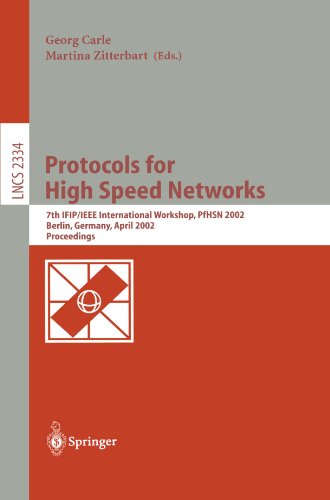 Georg Carle
Martina Zitterbart (Eds.)
LNCS 2334
Protocols for
High Speed Networks
7th IFIP/IEEE International Workshop, PfHSN 2002
Berlin, Germany, April 2002
Proceedings
Springer